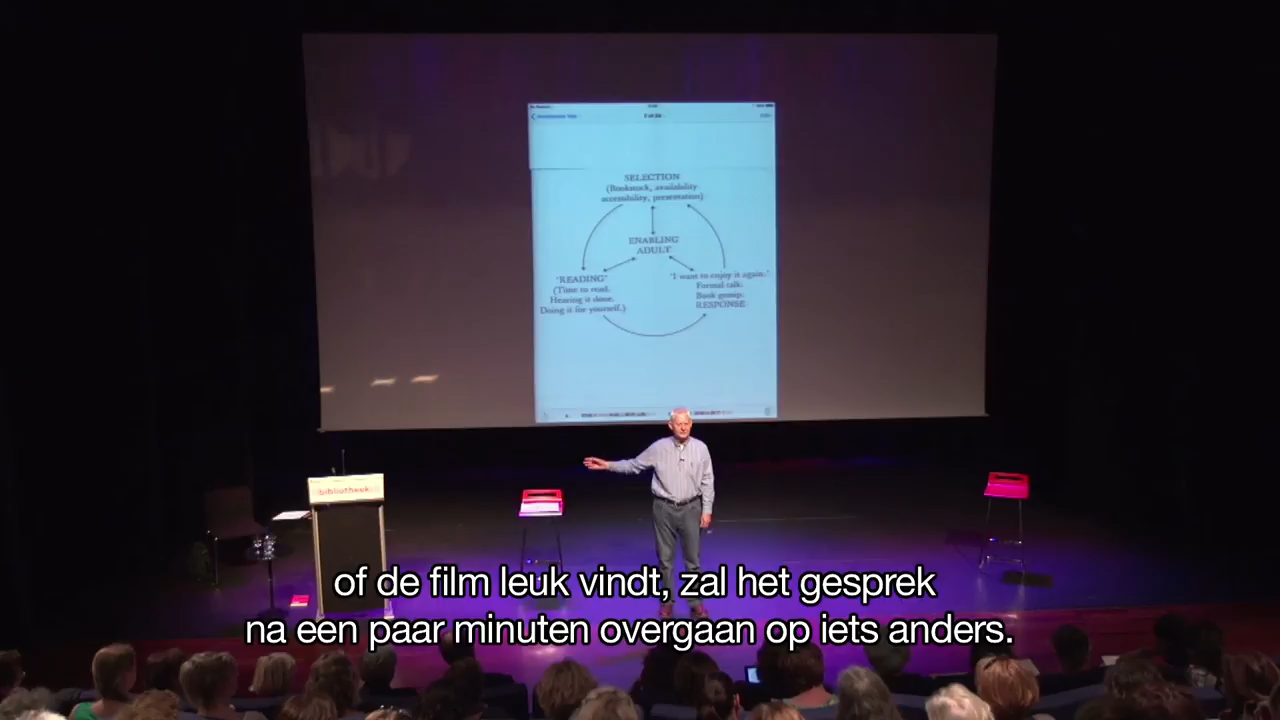 SELECTION
(Bookstock, availability
accessibility, presentation)
ENABLING
ADULT
"READING"
(Time to read.
Hearing it done.
Doing it for yourself.)
"I want to enjoy it again."
Formal talk.
Book gossip.
RESPONSE
bibliotheek
of de film leuk vindt, zal het gesprek
na een paar minuten overgaan op iets anders.